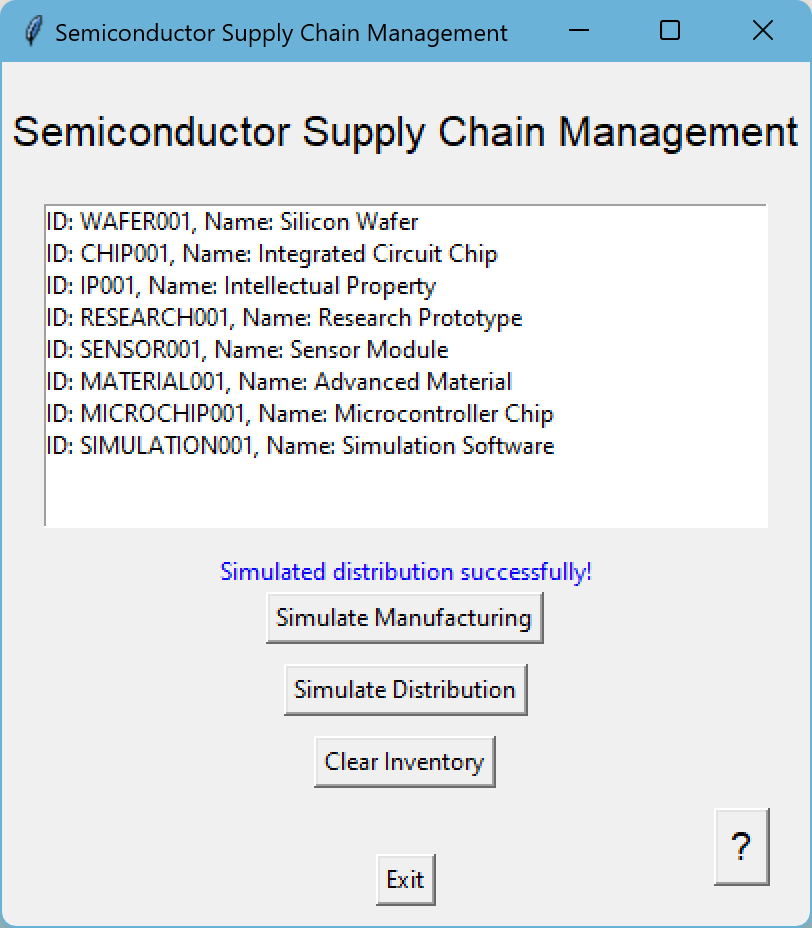 Semiconductor Supply Chain Management
Semiconductor Supply Chain Management
ID: WAFER001, Name: Silicon Wafer
ID: CHIP001, Name: Integrated Circuit Chip
ID: IP001, Name: Intellectual Property
ID: RESEARCH001, Name: Research Prototype
ID: SENSOR001, Name: Sensor Module
ID: MATERIAL001, Name: Advanced Material
ID: MICROCHIP001, Name: Microcontroller Chip
ID: SIMULATION001, Name: Simulation Software
Simulated distribution successfully!
Simulate Manufacturing
Simulate Distribution
Clear Inventory
?
Exit